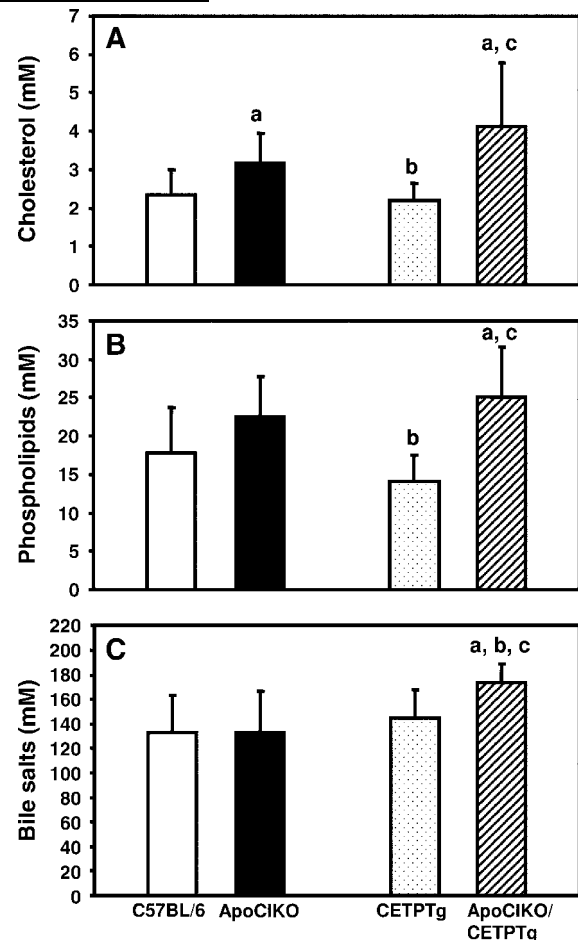 7
A
a, c
6
5
a
4
b
3
2
1
0
Cholesterol (mM)
35
B
a, c
30
25
b
20
15
10
5
0
Phospholipids (mM)
220
C
a, b, c
200
180
160
140
120
100
80
60
40
20
0
Bile salts (mM)
C57BL/6 ApoCIKO CETPTg ApoCIKO/
CETPTg